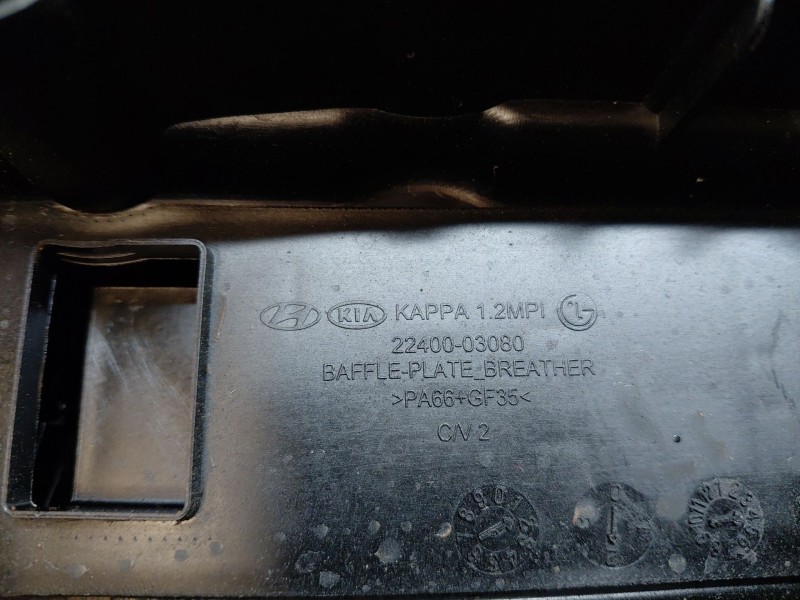 KIA KAPPA 1.2MPI
22400-03080
BAFFLE-PLATE_BREATHER
>PA66+GF35<
C/V 2